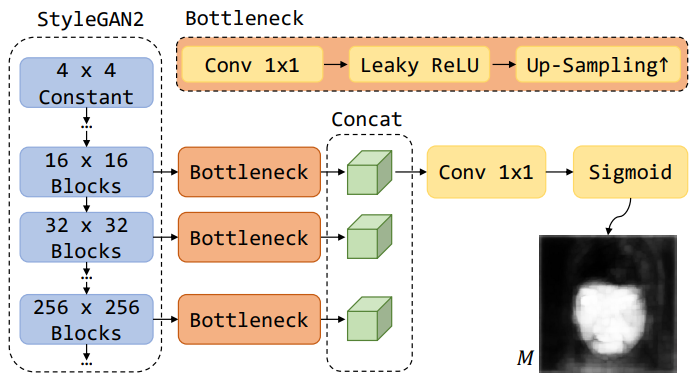 StyleGAN2
Bottleneck
Conv 1x1
Leaky ReLU
Up-Sampling↑
4 x 4
Constant
...
Concat
16 x 16
Blocks
Bottleneck
Conv 1x1
Sigmoid
32 x 32
Blocks
Bottleneck
...
256 x 256
Blocks
Bottleneck
...
M